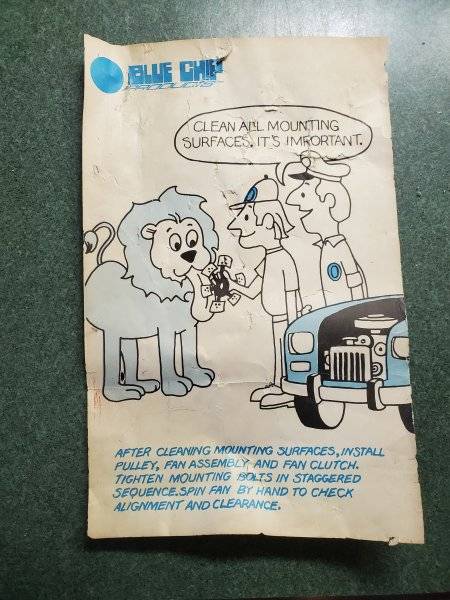 BLUE CHIP
CLEAN ALL MOUNTING
SURFACES. IT'S IMPORTANT.
AFTER CLEANING MOUNTING SURFACES, INSTALL
PULLEY, FAN ASSEMBLY AND FAN CLUTCH.
TIGHTEN MOUNTING BOLTS IN STAGGERED
SEQUENCE. SPIN FAN BY HAND TO CHECK
ALIGNMENT AND CLEARANCE.